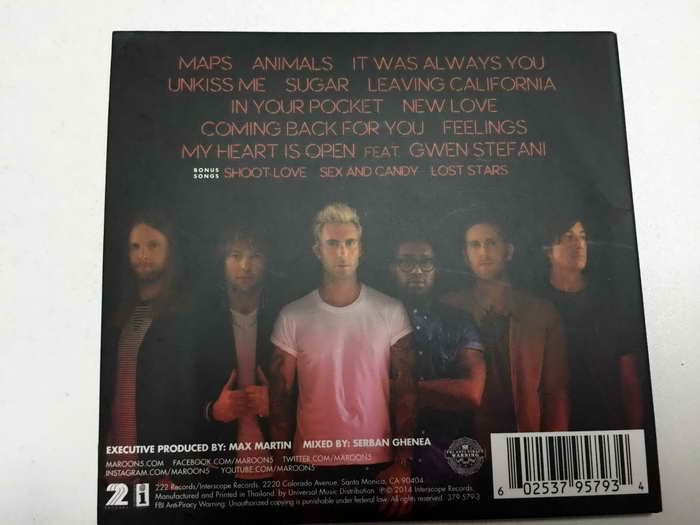 MAPS ANIMALS IT WAS ALWAYS YOU
UNKISS ME SUGAR LEAVING CALIFORNIA
IN YOUR POCKET NEW LOVE
COMING BACK FOR YOU FEELINGS
MY HEART IS OPEN FEAT. GWEN STEFANI
BONUS SONGS SHOOT LOVE SEX AND CANDY LOST STARS
EXECUTIVE PRODUCED BY: MAX MARTIN MIXED BY: SERBAN GHENEA
MAROON5.COM FACEBOOK.COM/MAROON5 TWITTER.COM/MAROON5
INSTAGRAM.COM/MAROON5 YOUTUBE.COM/MAROON5
222 Records/Interscope Records, 2220 Colorado Avenue, Santa Monica, CA 90404
Manufactured and Printed in Thailand. by Universal Music Distribution ℗© 2014 Interscope Records.
FBI Anti-Piracy Warning: Unauthorized copying is punishable under federal law. All rights reserved. 379 579-3
222
i
6 02537 95793 4